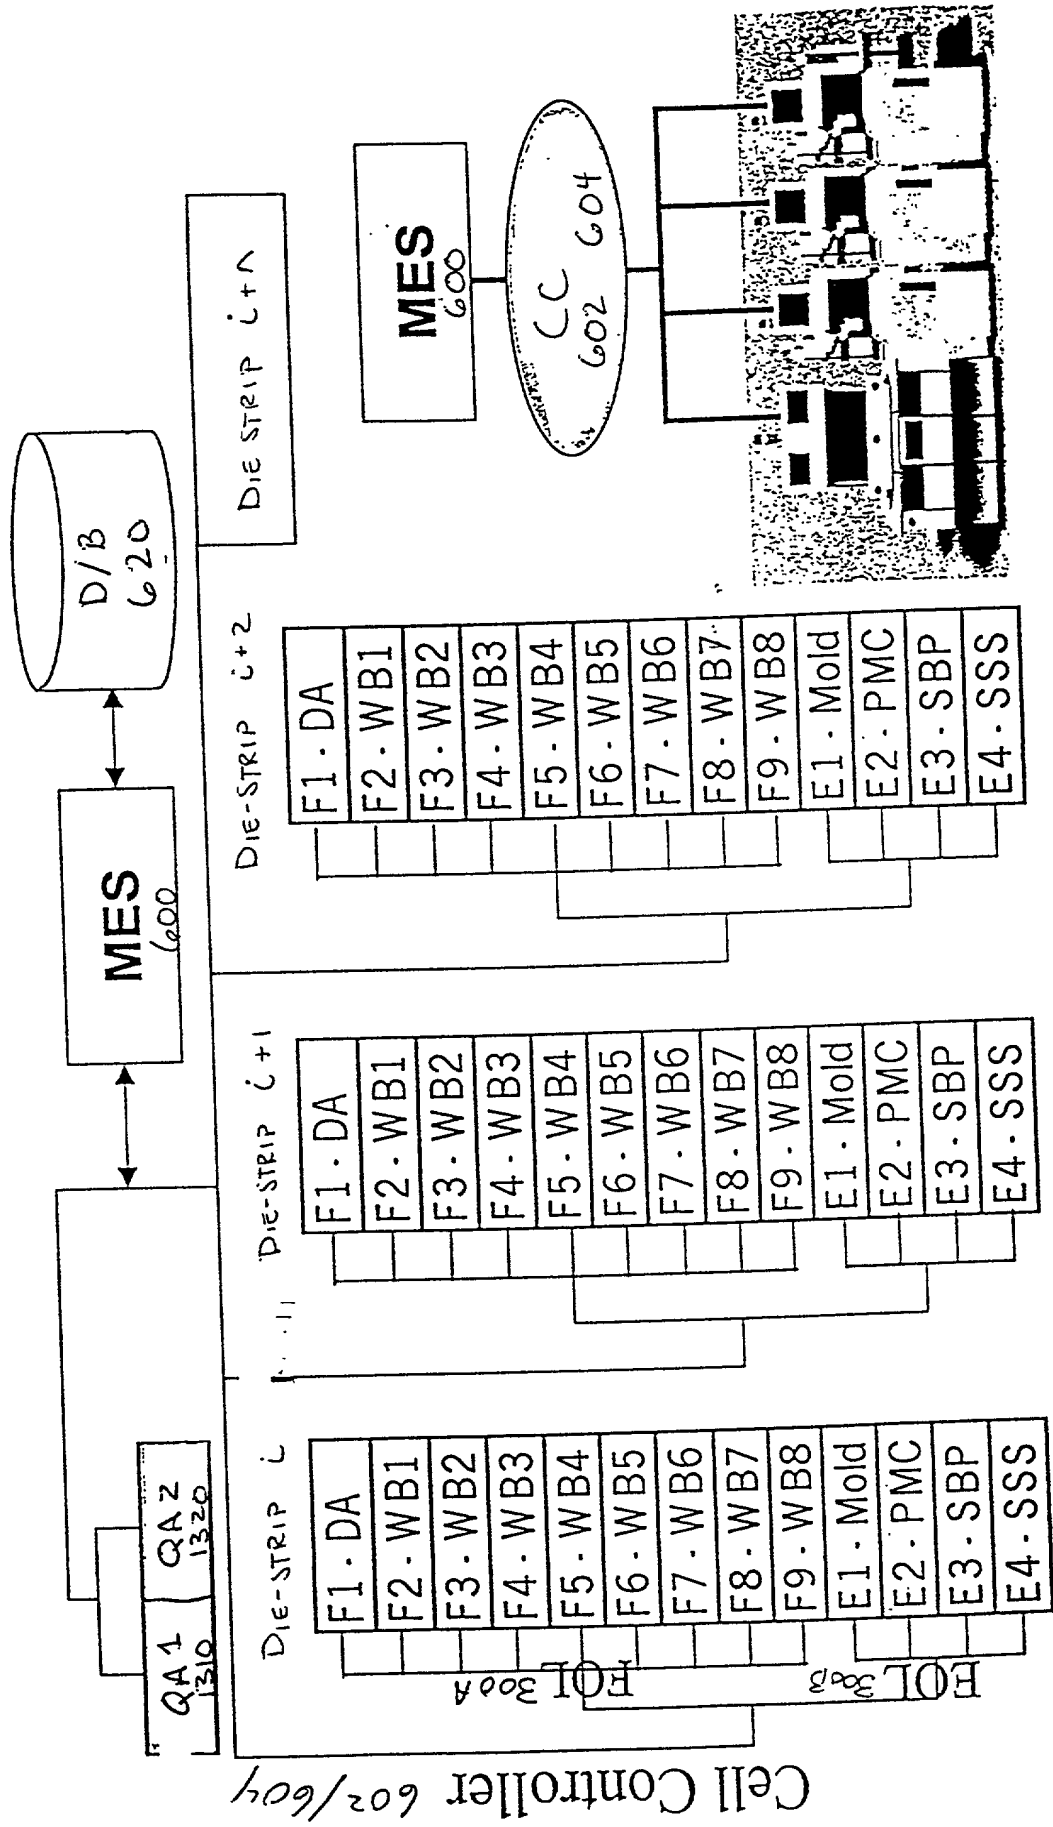 Cell Controller 602/604
QA1
1310
QA2
1320
MES
600
D/B
620
DIE-STRIP i
F1 · DA
F2 · WB1
F3 · WB2
F4 · WB3
F5 · WB4
F6 · WB5
F7 · WB6
F8 · WB7
F9 · WB8
E1 · Mold
E2 · PMC
E3 · SBP
E4 · SSS
FOL 300A
EOL 300B
DIE-STRIP i+1
F1 · DA
F2 · WB1
F3 · WB2
F4 · WB3
F5 · WB4
F6 · WB5
F7 · WB6
F8 · WB7
F9 · WB8
E1 · Mold
E2 · PMC
E3 · SBP
E4 · SSS
DIE-STRIP i+2
F1 · DA
F2 · WB1
F3 · WB2
F4 · WB3
F5 · WB4
F6 · WB5
F7 · WB6
F8 · WB7
F9 · WB8
E1 · Mold
E2 · PMC
E3 · SBP
E4 · SSS
DIE STRIP i+n
MES
600
CC
602 604